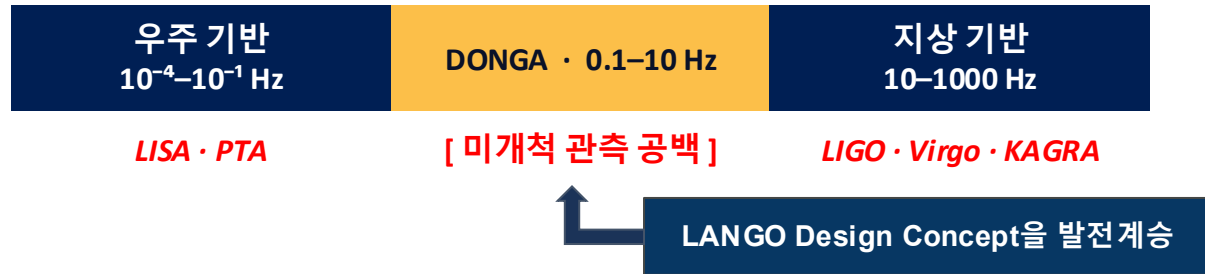 우주 기반
10⁻⁴–10⁻¹ Hz
DONGA · 0.1–10 Hz
지상 기반
10–1000 Hz
LISA · PTA
[ 미개척 관측 공백 ]
LIGO · Virgo · KAGRA
LANGO Design Concept을 발전계승